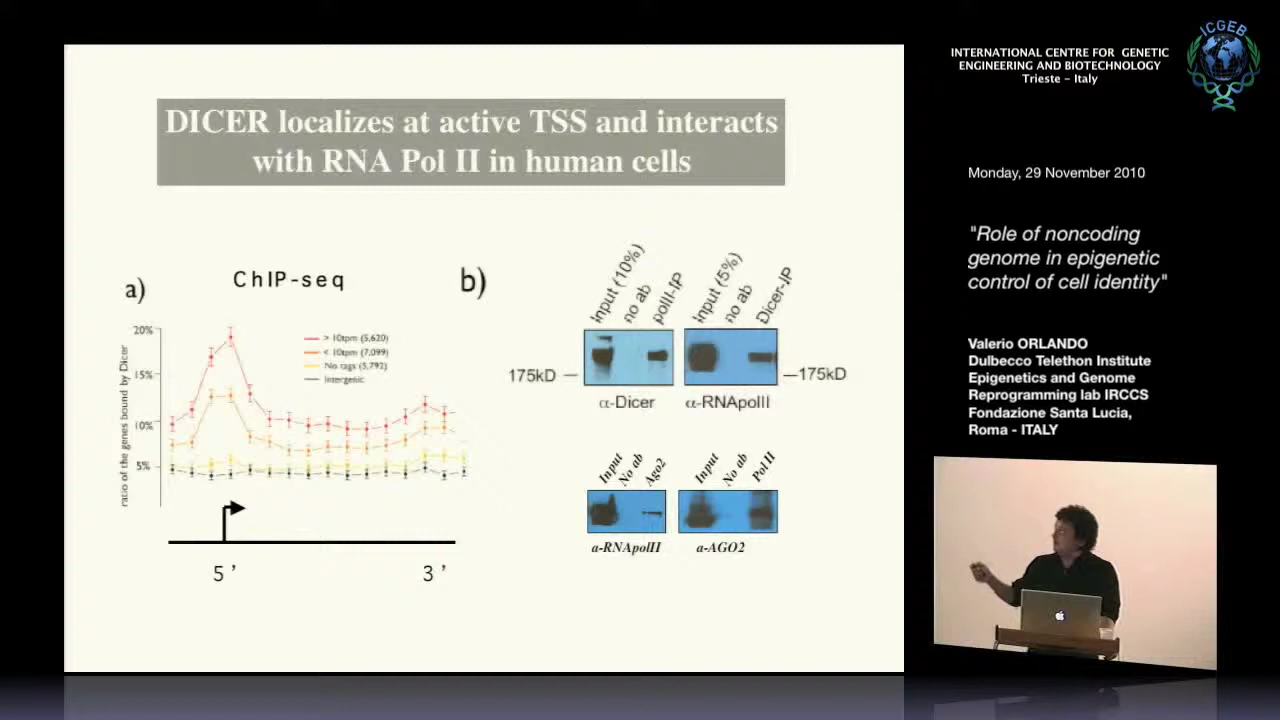 DICER localizes at active TSS and interacts
with RNA Pol II in human cells
a)
ChIP-seq
20%
15%
10%
5%
ratio of the genes bound by Dicer
> 10tpm (5,620)
< 10tpm (7,099)
No tags (5,792)
Intergenic
5'
3'
b)
Input (10%)
no ab
polII-IP
Input (5%)
no ab
Dicer-IP
175kD
175kD
α-Dicer
α-RNApolII
Input
No ab
Ago2
Input
No ab
Pol II
a-RNApolII
a-AGO2
INTERNATIONAL CENTRE FOR GENETIC
ENGINEERING AND BIOTECHNOLOGY
Trieste - Italy
ICGEB
Monday, 29 November 2010
"Role of noncoding
genome in epigenetic
control of cell identity"
Valerio ORLANDO
Dulbecco Telethon Institute
Epigenetics and Genome
Reprogramming lab IRCCS
Fondazione Santa Lucia,
Roma - ITALY